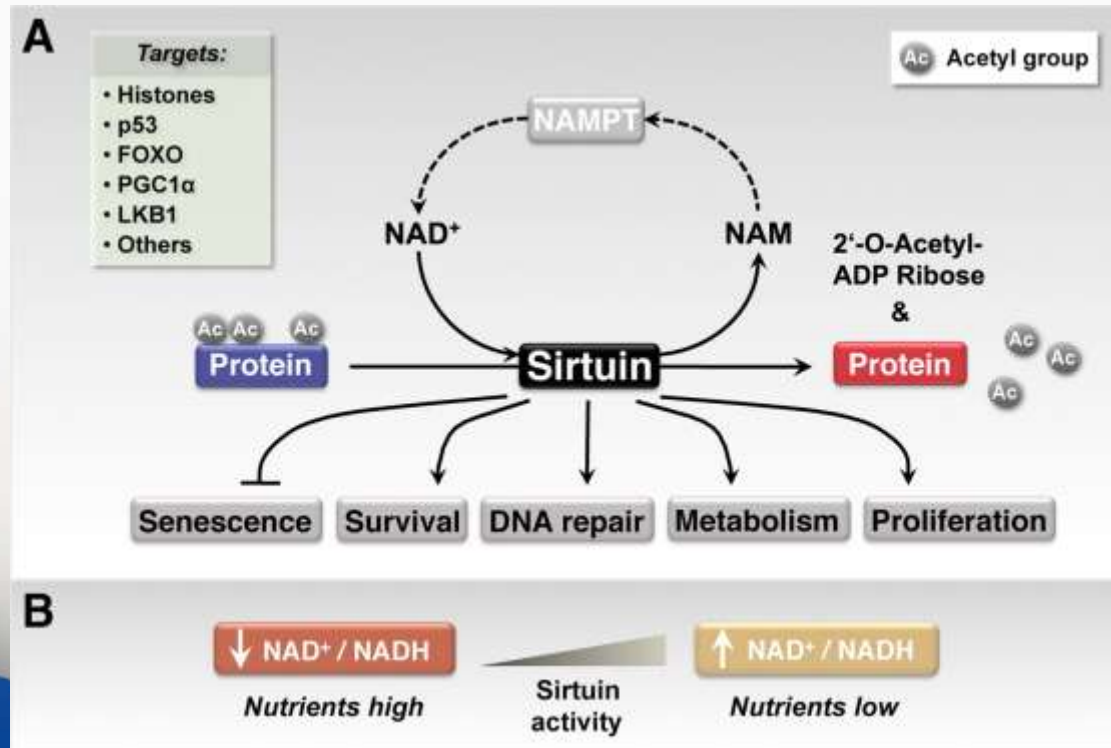 A
Targets:
• Histones
• p53
• FOXO
• PGC1α
• LKB1
• Others
Ac Acetyl group
NAMPT
NAD⁺
NAM
2‘-O-Acetyl-
ADP Ribose
&
Ac Ac Ac
Protein
Sirtuin
Protein
Ac
Ac
Ac
Senescence
Survival
DNA repair
Metabolism
Proliferation
B
↓ NAD⁺ / NADH
Nutrients high
Sirtuin
activity
↑ NAD⁺ / NADH
Nutrients low